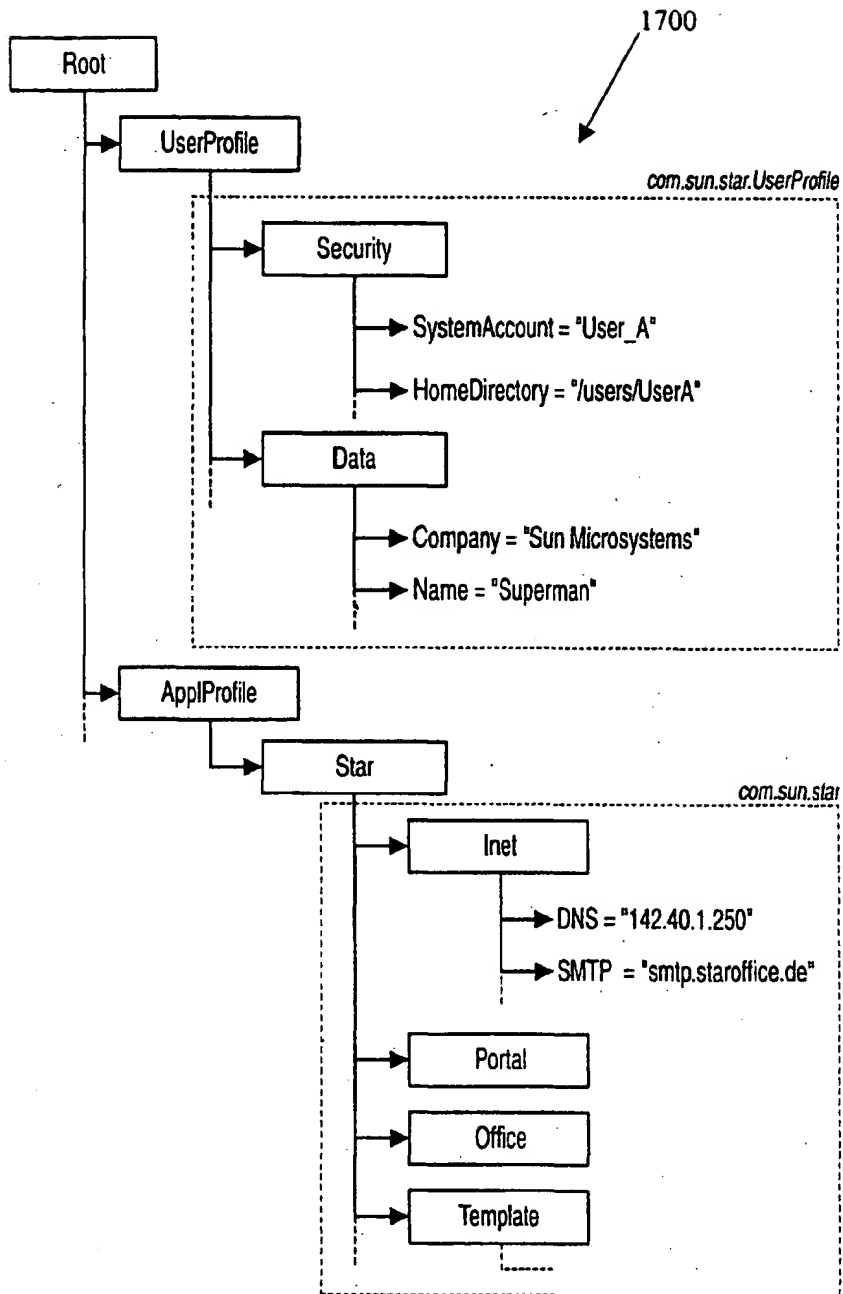 1700
Root
UserProfile
com.sun.star.UserProfile
Security
SystemAccount = "User_A"
HomeDirectory = "/users/UserA"
Data
Company = "Sun Microsystems"
Name = "Superman"
ApplProfile
Star
com.sun.star
Inet
DNS = "142.40.1.250"
SMTP = "smtp.staroffice.de"
Portal
Office
Template